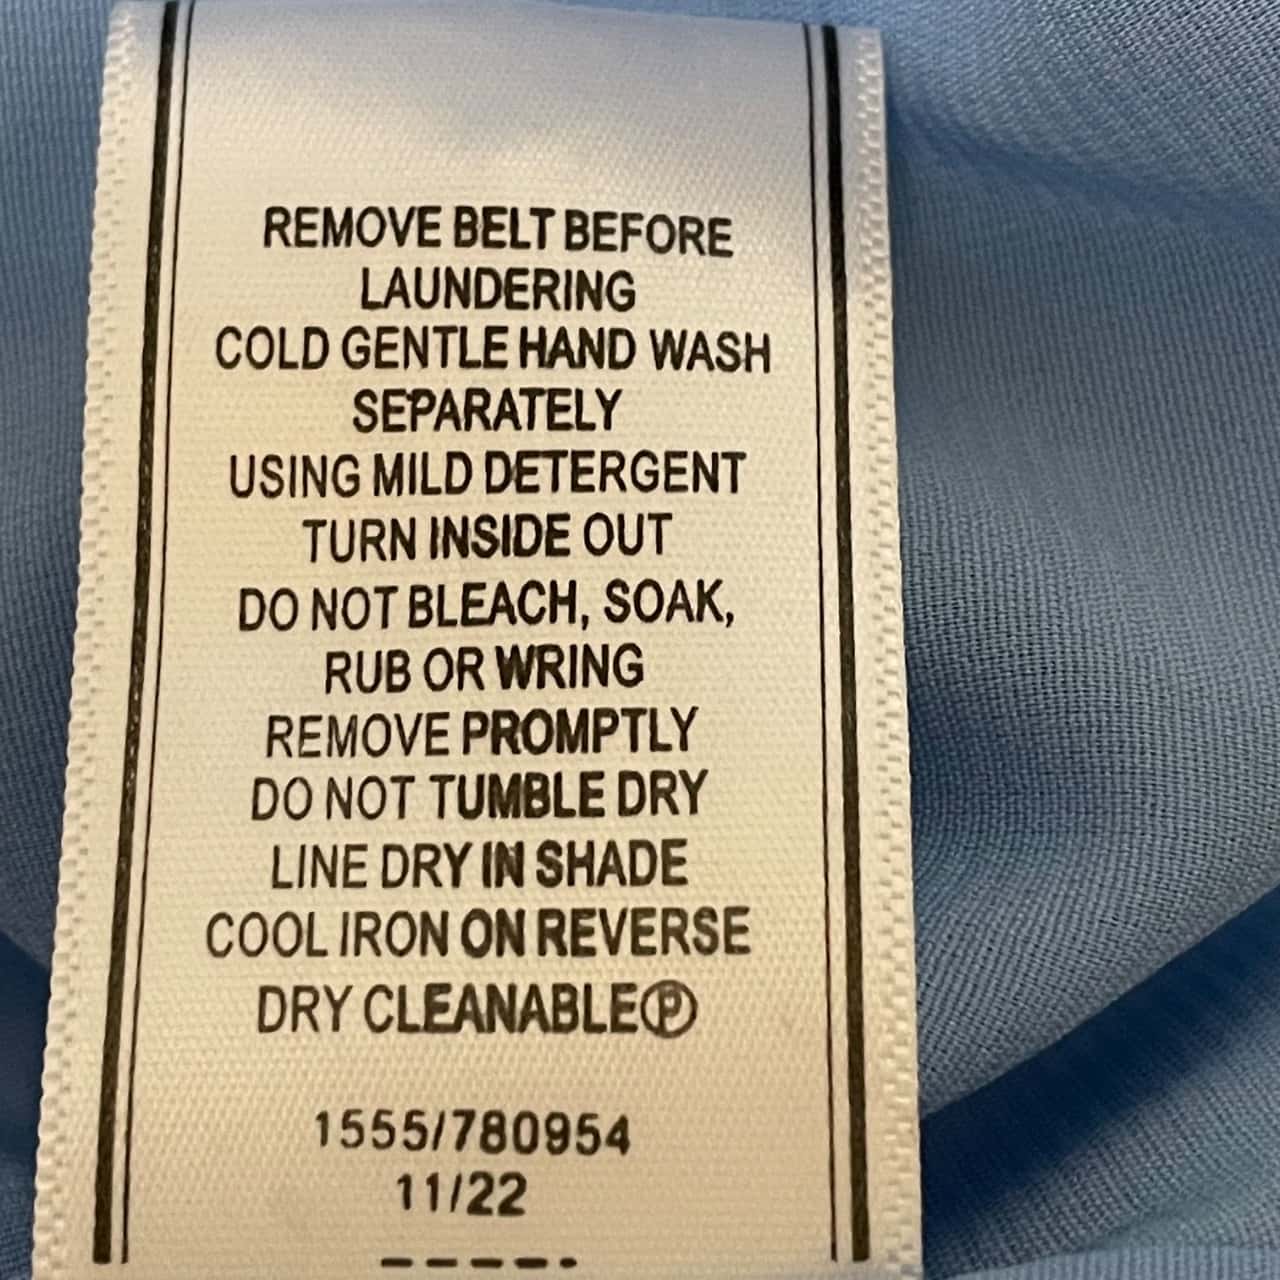 REMOVE BELT BEFORE
LAUNDERING
COLD GENTLE HAND WASH
SEPARATELY
USING MILD DETERGENT
TURN INSIDE OUT
DO NOT BLEACH, SOAK,
RUB OR WRING
REMOVE PROMPTLY
DO NOT TUMBLE DRY
LINE DRY IN SHADE
COOL IRON ON REVERSE
DRY CLEANABLEⓅ
1555/780954
11/22